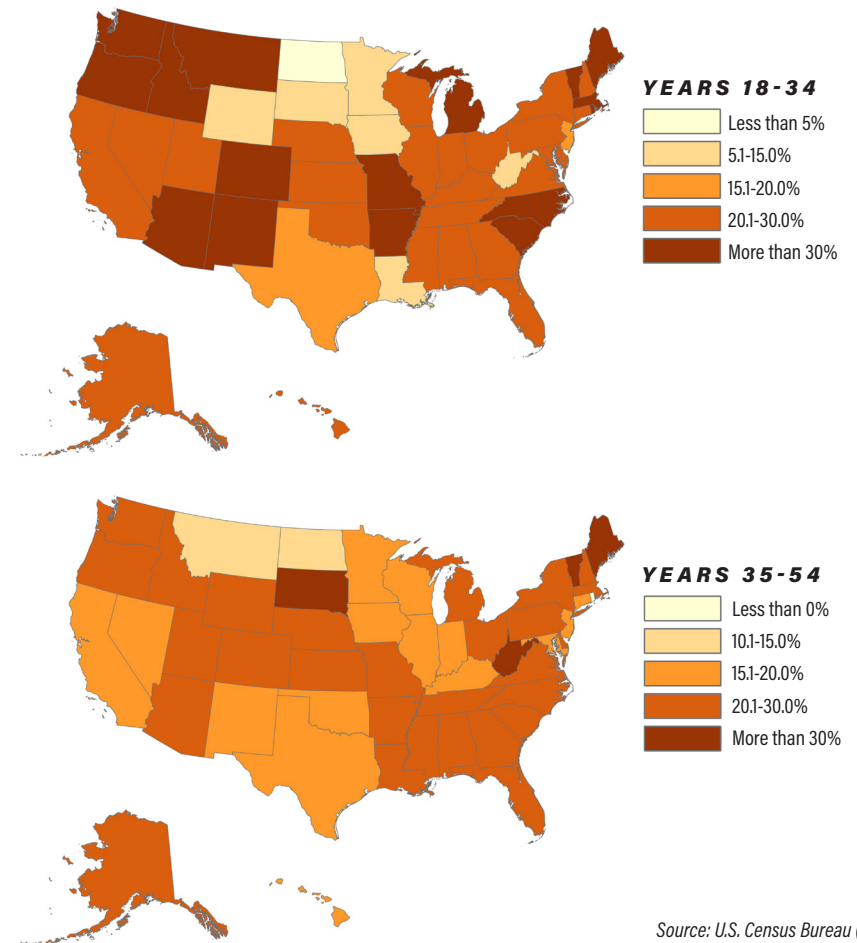 YEARS 18-34
Less than 5%
5.1-15.0%
15.1-20.0%
20.1-30.0%
More than 30%
YEARS 35-54
Less than 0%
10.1-15.0%
15.1-20.0%
20.1-30.0%
More than 30%
Source: U.S. Census Bureau (